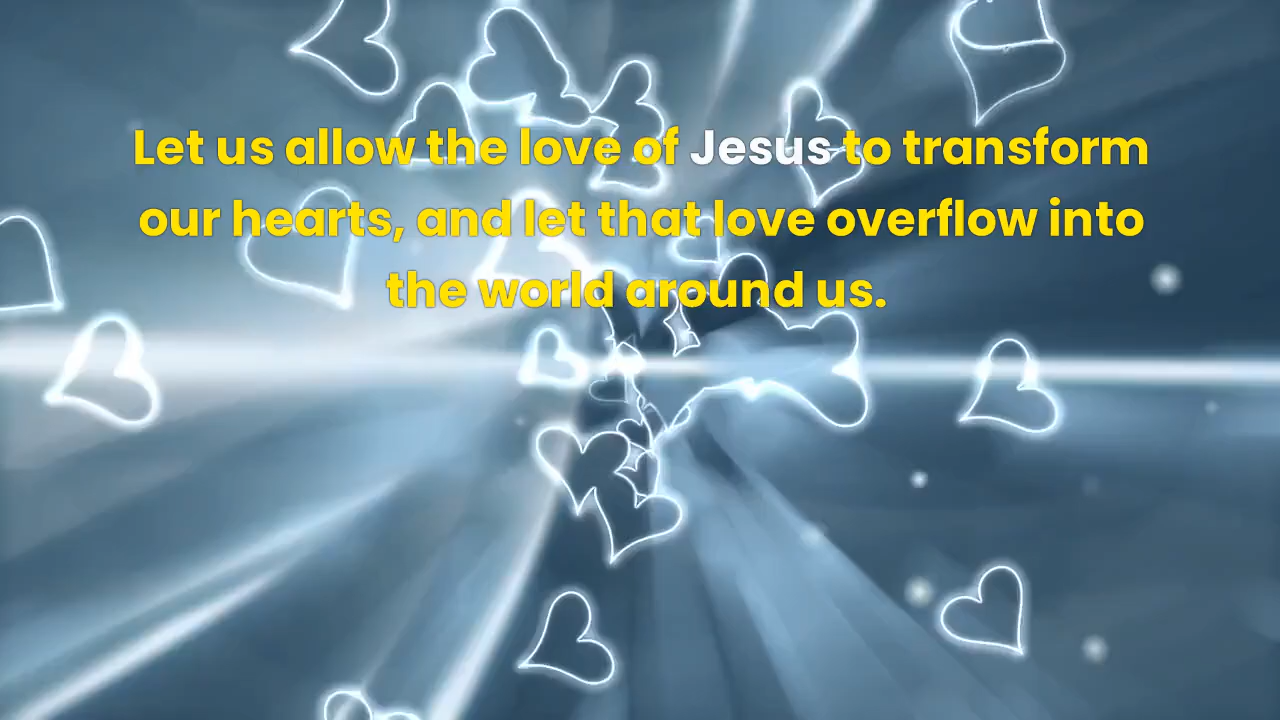 Let us allow the love of Jesus to transform
our hearts, and let that love overflow into
the world around us.